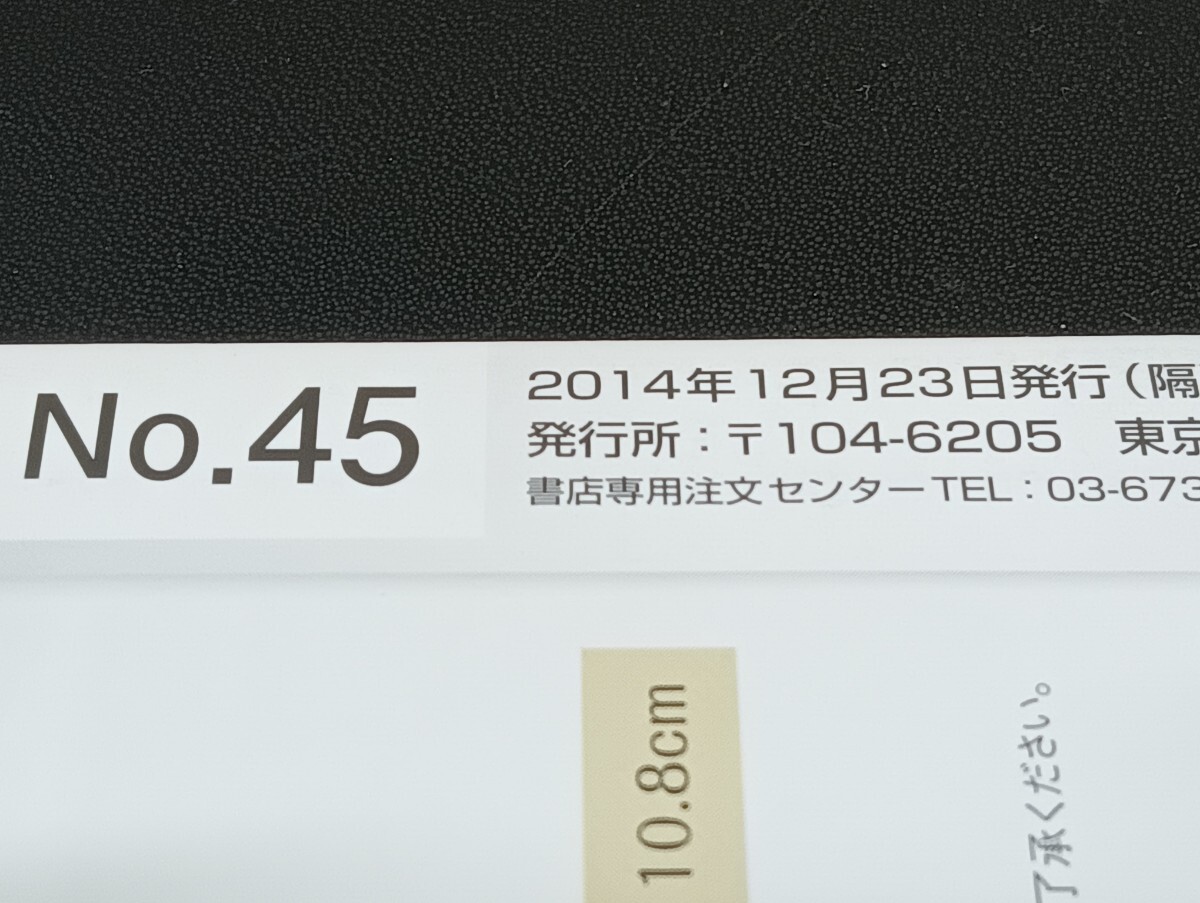 No.45
2014年12月23日発行（隔
発行所：〒104-6205　東京
書店専用注文センターTEL：03-673
10.8cm
了承ください。